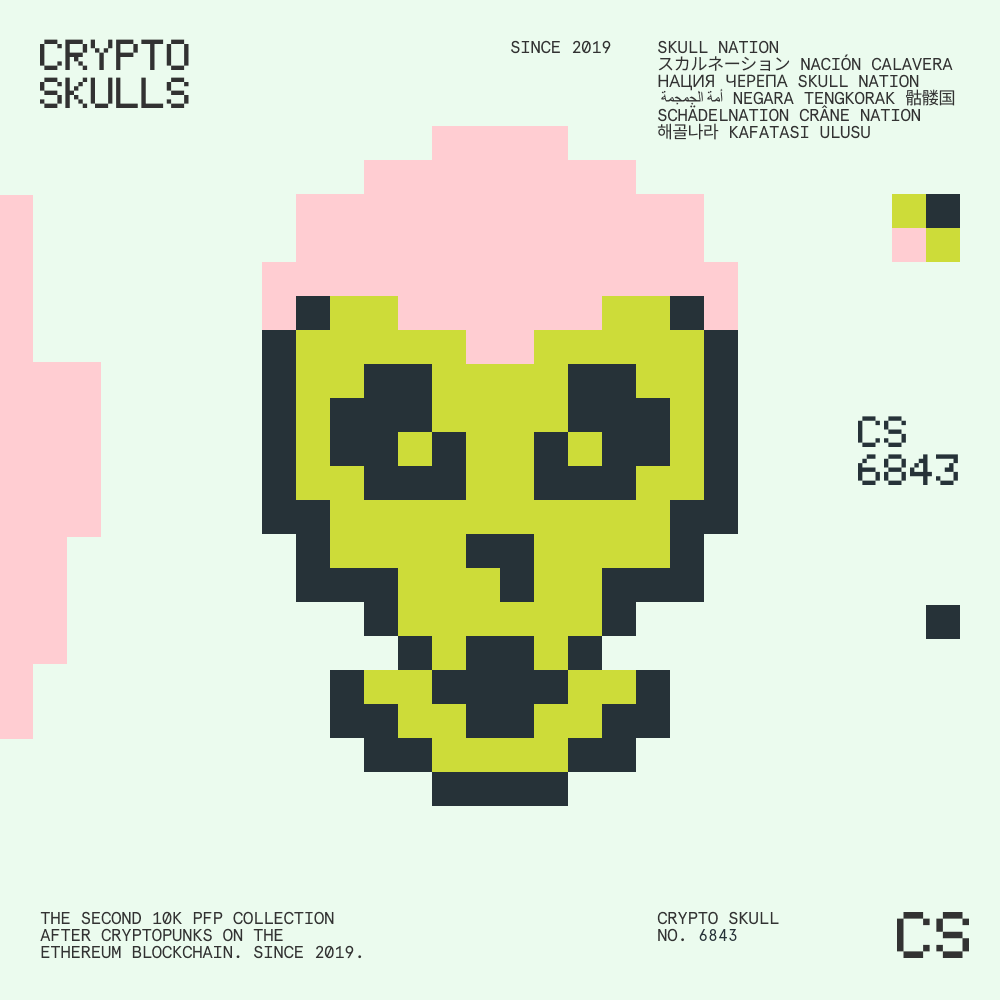 CRYPTO
SKULLS
SINCE 2019
SKULL NATION
スカルネーション NACIÓN CALAVERA
НАЦИЯ ЧЕРЕПА SKULL NATION
أمة الجمجمة NEGARA TENGKORAK 骷髅国
SCHÄDELNATION CRÂNE NATION
해골나라 KAFATASI ULUSU
CS
6843
THE SECOND 10K PFP COLLECTION
AFTER CRYPTOPUNKS ON THE
ETHEREUM BLOCKCHAIN. SINCE 2019.
CRYPTO SKULL
NO. 6843
CS